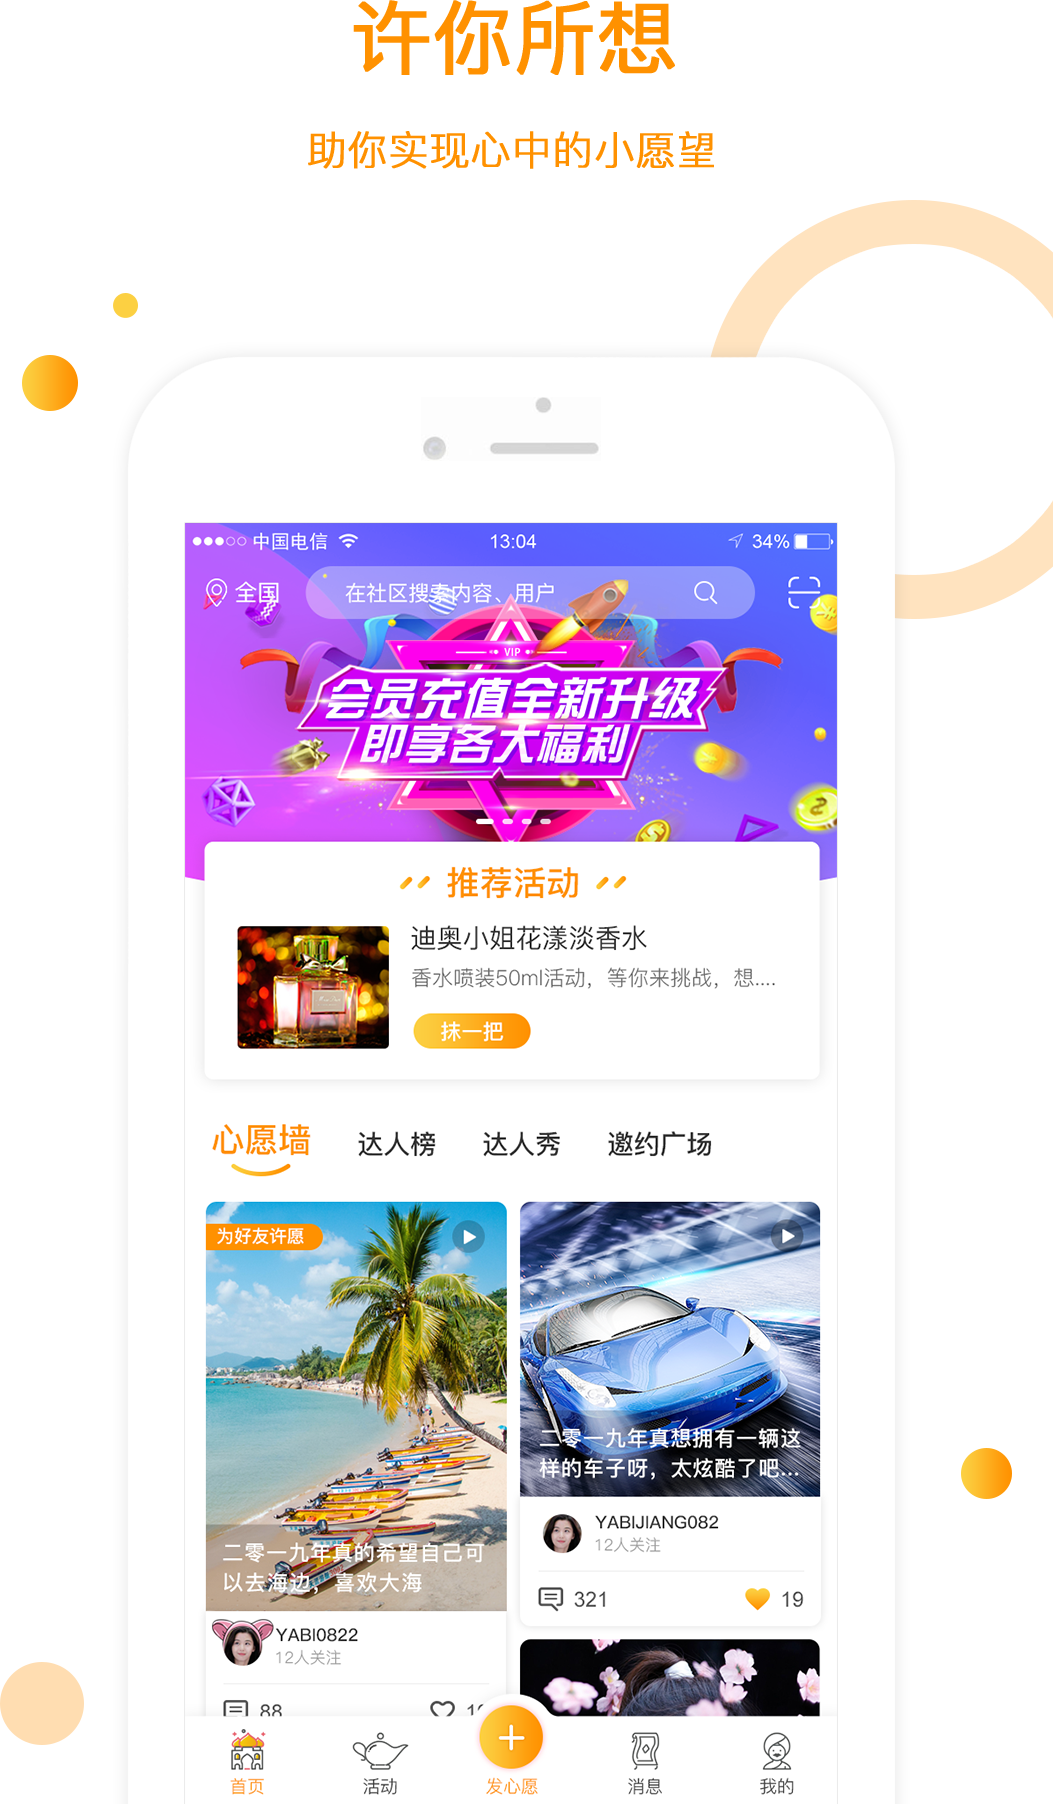 许你所想
助你实现心中的小愿望
中国电信 13:04 34%
全国 在社区搜索内容、用户
VIP
会员充值全新升级
即享各大福利
推荐活动
迪奥小姐花漾淡香水
香水喷装50ml活动，等你来挑战，想....
抹一把
心愿墙 达人榜 达人秀 邀约广场
为好友许愿
二零一九年真的希望自己可
以去海边，喜欢大海
YABI0822
12人关注
88
二零一九年真想拥有一辆这
样的车子呀，太炫酷了吧...
YABIJIANG082
12人关注
321 19
首页 活动 发心愿 消息 我的